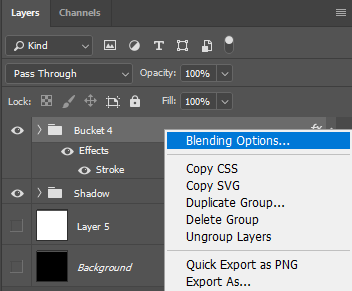 Layers Channels
Kind
Pass Through Opacity: 100%
Lock: Fill: 100%
Bucket 4 fx
Effects
Stroke
Shadow
Layer 5
Background
Blending Options...
Copy CSS
Copy SVG
Duplicate Group...
Delete Group
Ungroup Layers
Quick Export as PNG
Export As...